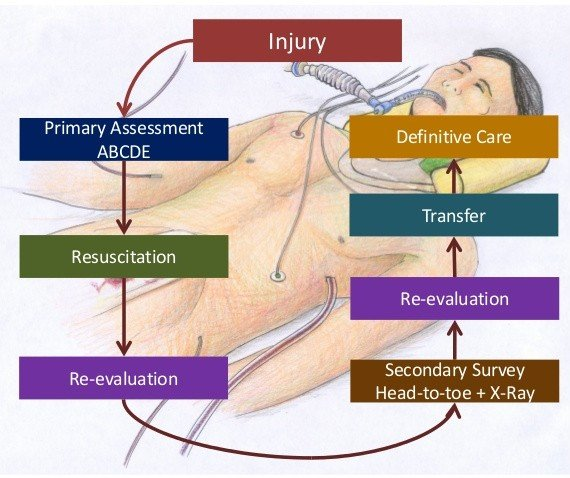 Injury
Primary Assessment
ABCDE
Resuscitation
Re-evaluation
Secondary Survey
Head-to-toe + X-Ray
Re-evaluation
Transfer
Definitive Care